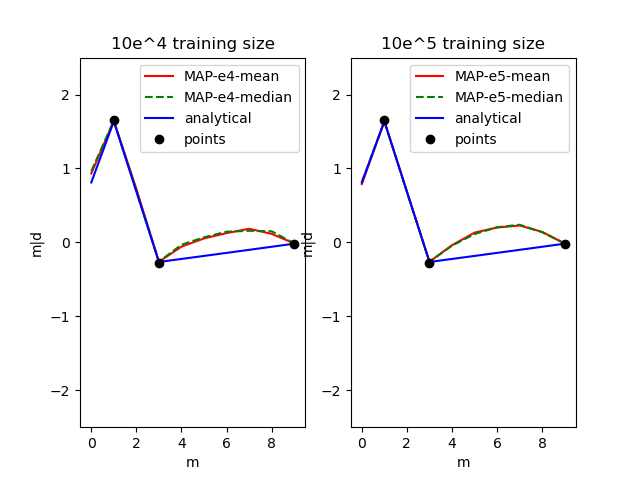 10e^4 training size
MAP-e4-mean
MAP-e4-median
analytical
points
2
1
0
−1
−2
m|d
0 2 4 6 8
m
10e^5 training size
MAP-e5-mean
MAP-e5-median
analytical
points
2
1
0
−1
−2
m|d
0 2 4 6 8
m